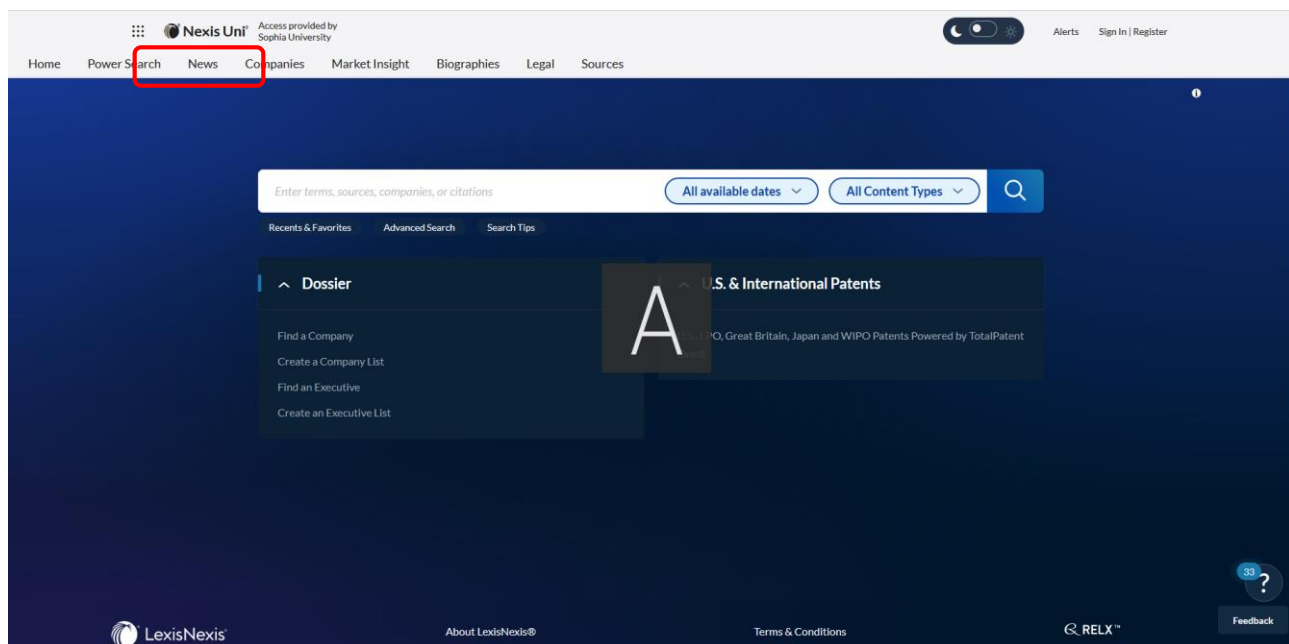 Nexis Uni® Access provided by
Sophia University
Alerts Sign In | Register
Home Power Search News Companies Market Insight Biographies Legal Sources
Enter terms, sources, companies, or citations All available dates All Content Types
Recents & Favorites Advanced Search Search Tips
Dossier
Find a Company
Create a Company List
Find an Executive
Create an Executive List
A
U.S. & International Patents
EPO, Great Britain, Japan and WIPO Patents Powered by TotalPatent
33
?
Feedback
LexisNexis® About LexisNexis® Terms & Conditions RELX™